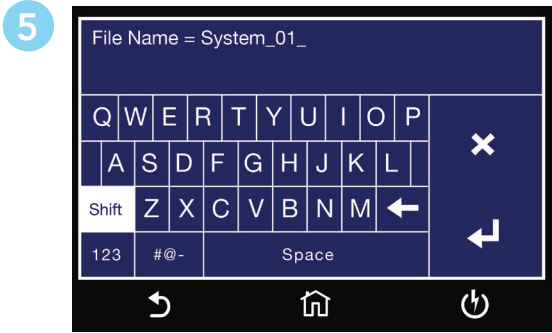 5
File Name = System_01_
Q W E R T Y U I O P
A S D F G H J K L
Shift Z X C V B N M
123 #@- Space